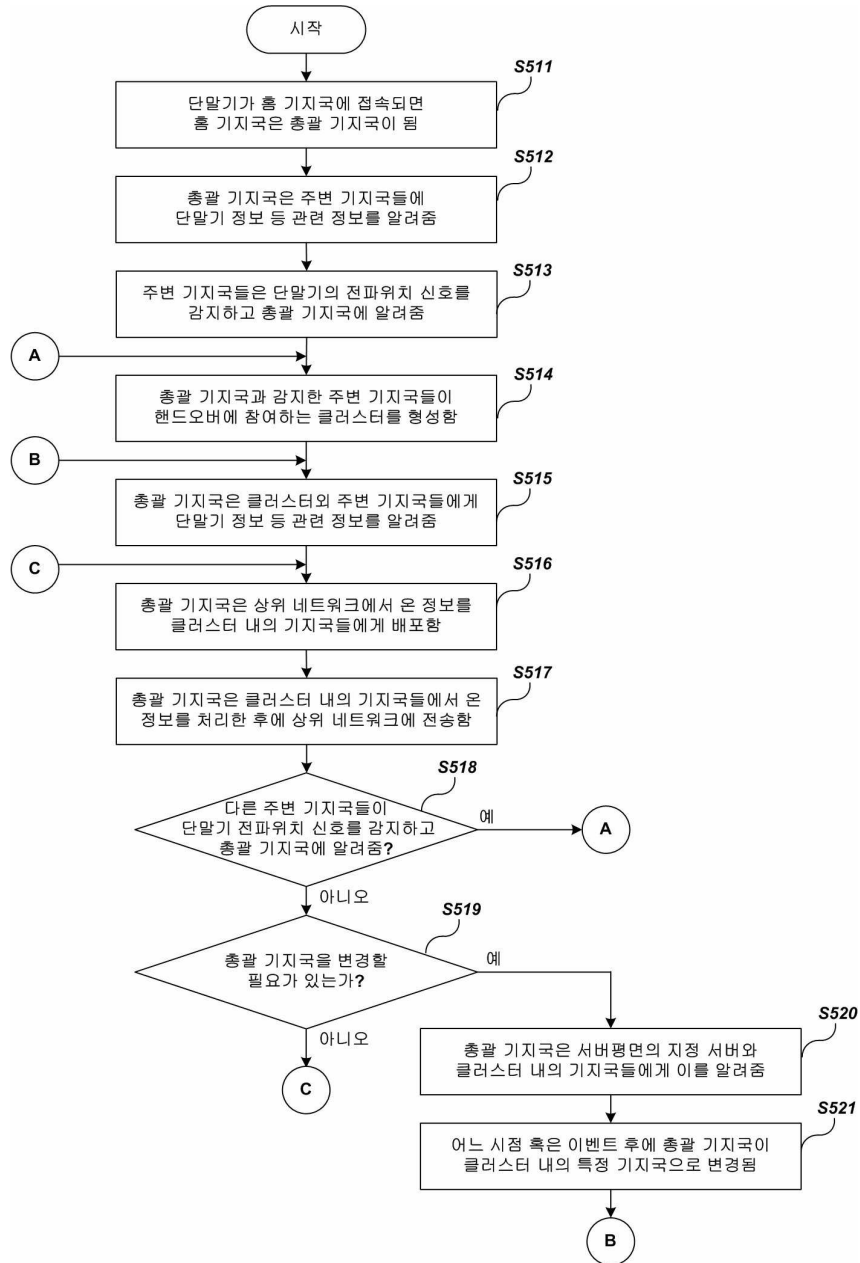 시작
S511
단말기가 홈 기지국에 접속되면
홈 기지국은 총괄 기지국이 됨
S512
총괄 기지국은 주변 기지국들에
단말기 정보 등 관련 정보를 알려줌
S513
주변 기지국들은 단말기의 전파위치 신호를
감지하고 총괄 기지국에 알려줌
A
S514
총괄 기지국과 감지한 주변 기지국들이
핸드오버에 참여하는 클러스터를 형성함
B
S515
총괄 기지국은 클러스터외 주변 기지국들에게
단말기 정보 등 관련 정보를 알려줌
C
S516
총괄 기지국은 상위 네트워크에서 온 정보를
클러스터 내의 기지국들에게 배포함
S517
총괄 기지국은 클러스터 내의 기지국들에서 온
정보를 처리한 후에 상위 네트워크에 전송함
S518
다른 주변 기지국들이
단말기 전파위치 신호를 감지하고
총괄 기지국에 알려줌?
예
A
아니오
S519
총괄 기지국을 변경할
필요가 있는가?
예
아니오
C
S520
총괄 기지국은 서버평면의 지정 서버와
클러스터 내의 기지국들에게 이를 알려줌
S521
어느 시점 혹은 이벤트 후에 총괄 기지국이
클러스터 내의 특정 기지국으로 변경됨
B